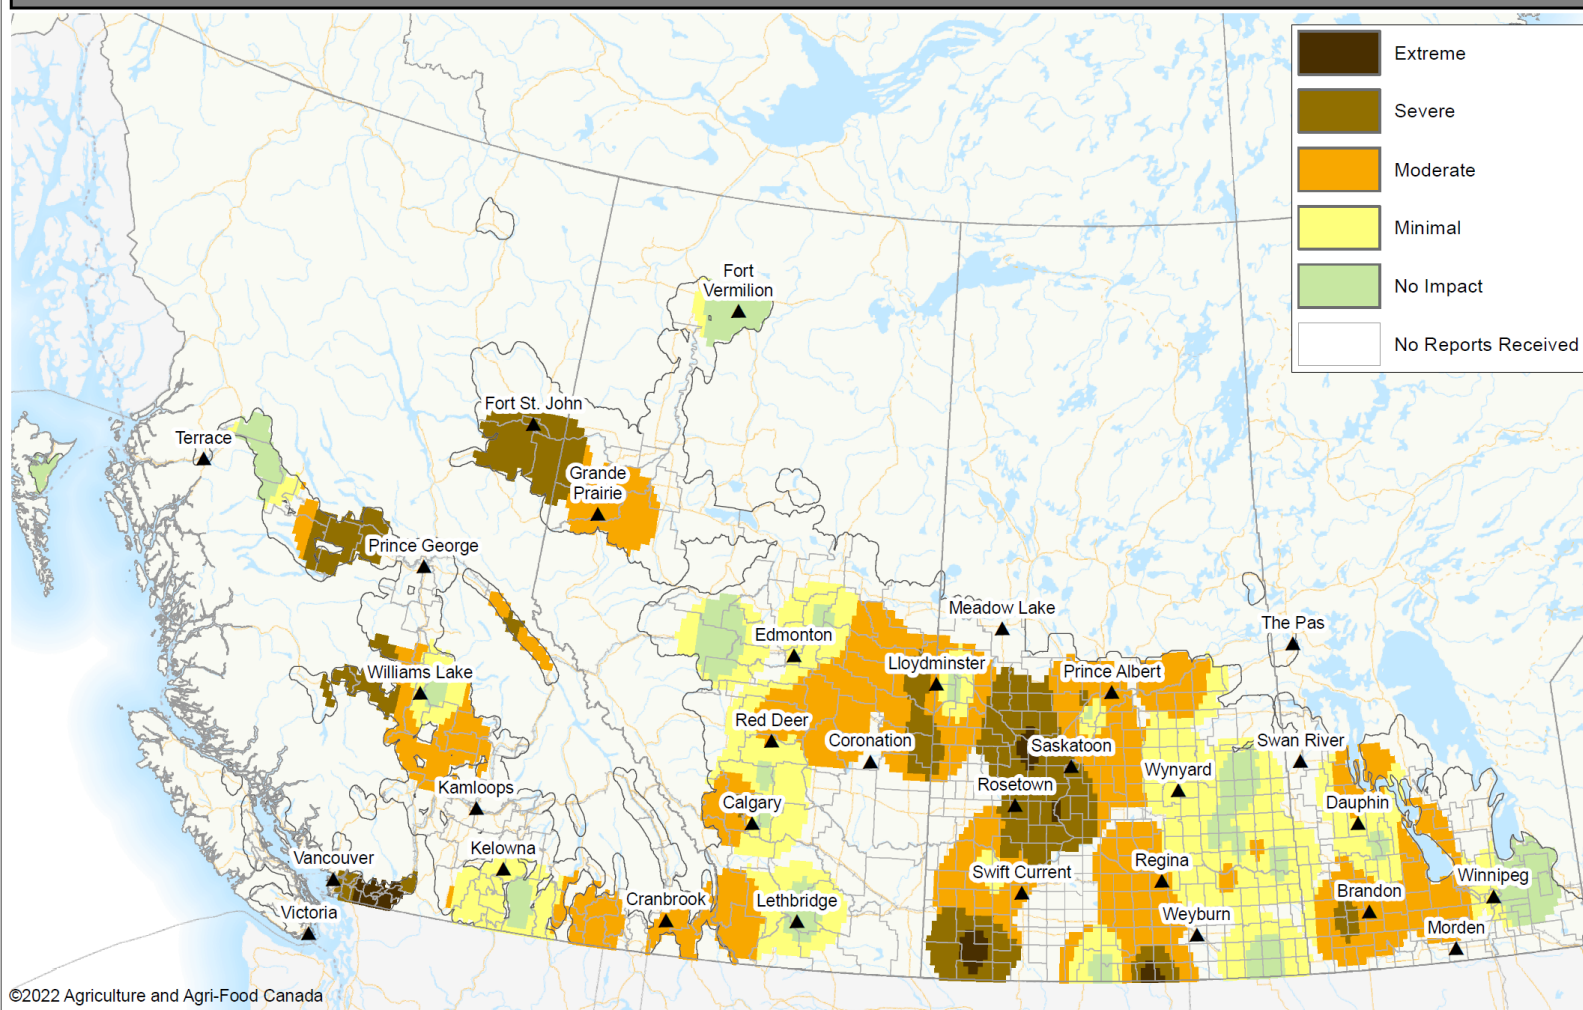 Extreme
Severe
Moderate
Minimal
No Impact
No Reports Received
Fort
Vermilion
Fort St. John
Terrace
Grande
Prairie
Prince George
Meadow Lake
The Pas
Edmonton
Lloydminster
Prince Albert
Williams Lake
Red Deer
Coronation
Saskatoon
Swan River
Wynyard
Rosetown
Kamloops
Calgary
Dauphin
Kelowna
Vancouver
Regina
Swift Current
Winnipeg
Brandon
Cranbrook
Lethbridge
Victoria
Weyburn
Morden
©2022 Agriculture and Agri-Food Canada